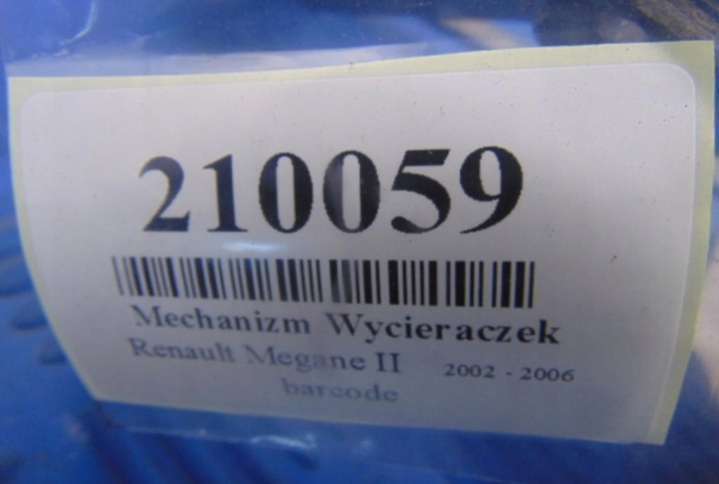 210059
Mechanizm Wycieraczek
Renault Megane II 2002 - 2006
barcode